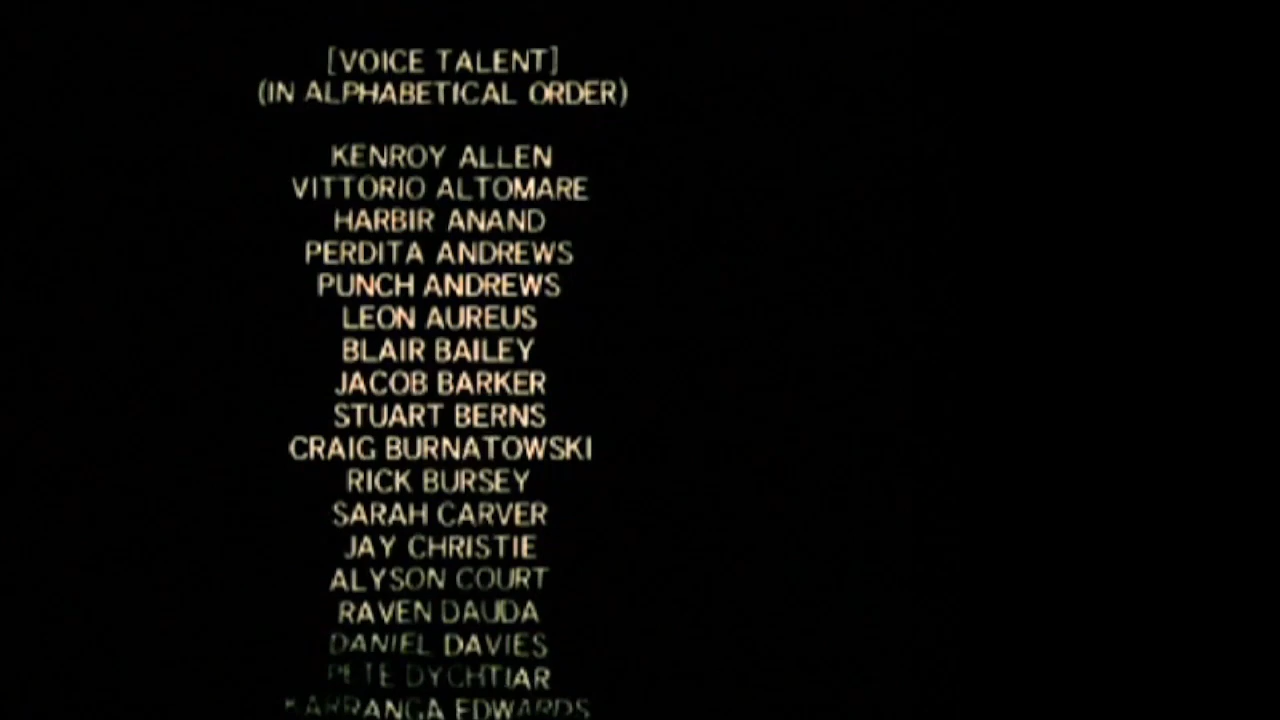 [VOICE TALENT]
(IN ALPHABETICAL ORDER)
KENROY ALLEN
VITTORIO ALTOMARE
HARBIR ANAND
PERDITA ANDREWS
PUNCH ANDREWS
LEON AUREUS
BLAIR BAILEY
JACOB BARKER
STUART BERNS
CRAIG BURNATOWSKI
RICK BURSEY
SARAH CARVER
JAY CHRISTIE
ALYSON COURT
RAVEN DAUDA
DANIEL DAVIES
PETE DYCHTIAR
KARRANGA EDWARDS